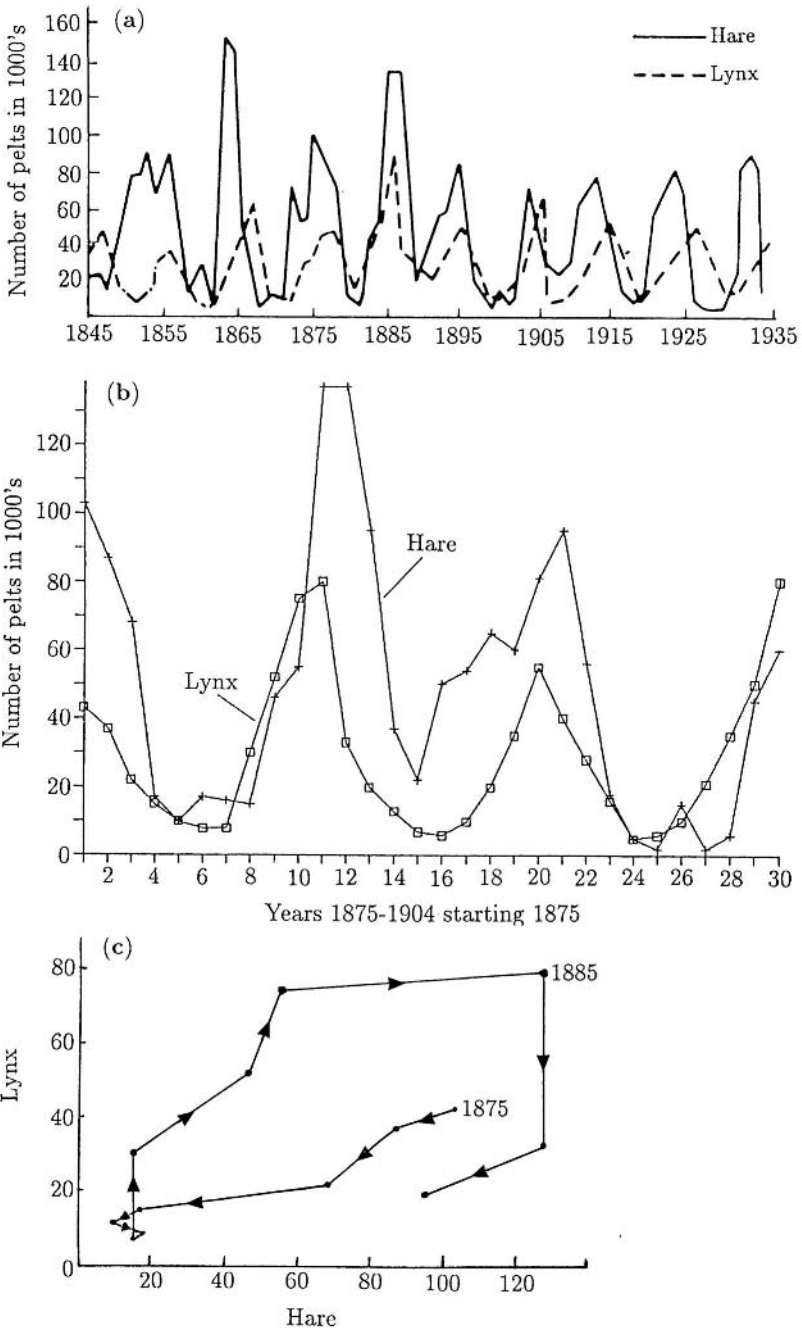 (a)
Number of pelts in 1000's
160
140
120
100
80
60
40
20
Hare
Lynx
1845 1855 1865 1875 1885 1895 1905 1915 1925 1935
(b)
Number of pelts in 1000's
120
100
80
60
40
20
0
Hare
Lynx
2 4 6 8 10 12 14 16 18 20 22 24 26 28 30
Years 1875-1904 starting 1875
(c)
Lynx
80
60
40
20
0
1885
1875
20 40 60 80 100 120
Hare